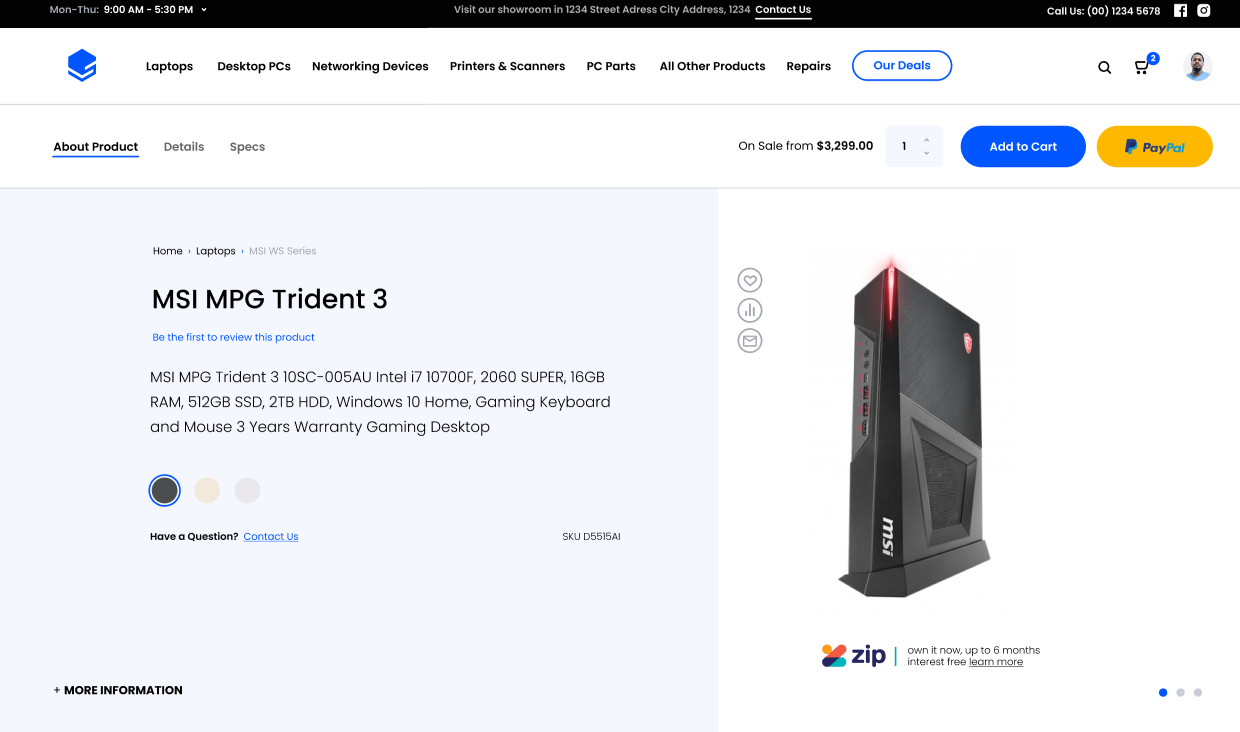 Mon-Thu: 9:00 AM - 5:30 PM
Visit our showroom in 1234 Street Adress City Address, 1234 Contact Us
Call Us: (00) 1234 5678
Laptops
Desktop PCs
Networking Devices
Printers & Scanners
PC Parts
All Other Products
Repairs
Our Deals
2
About Product
Details
Specs
On Sale from $3,299.00
1
Add to Cart
PayPal
Home › Laptops › MSI WS Series
MSI MPG Trident 3
Be the first to review this product
MSI MPG Trident 3 10SC-005AU Intel i7 10700F, 2060 SUPER, 16GB
RAM, 512GB SSD, 2TB HDD, Windows 10 Home, Gaming Keyboard
and Mouse 3 Years Warranty Gaming Desktop
Have a Question? Contact Us
SKU D5515AI
+ MORE INFORMATION
msi
zip
own it now, up to 6 months
interest free learn more